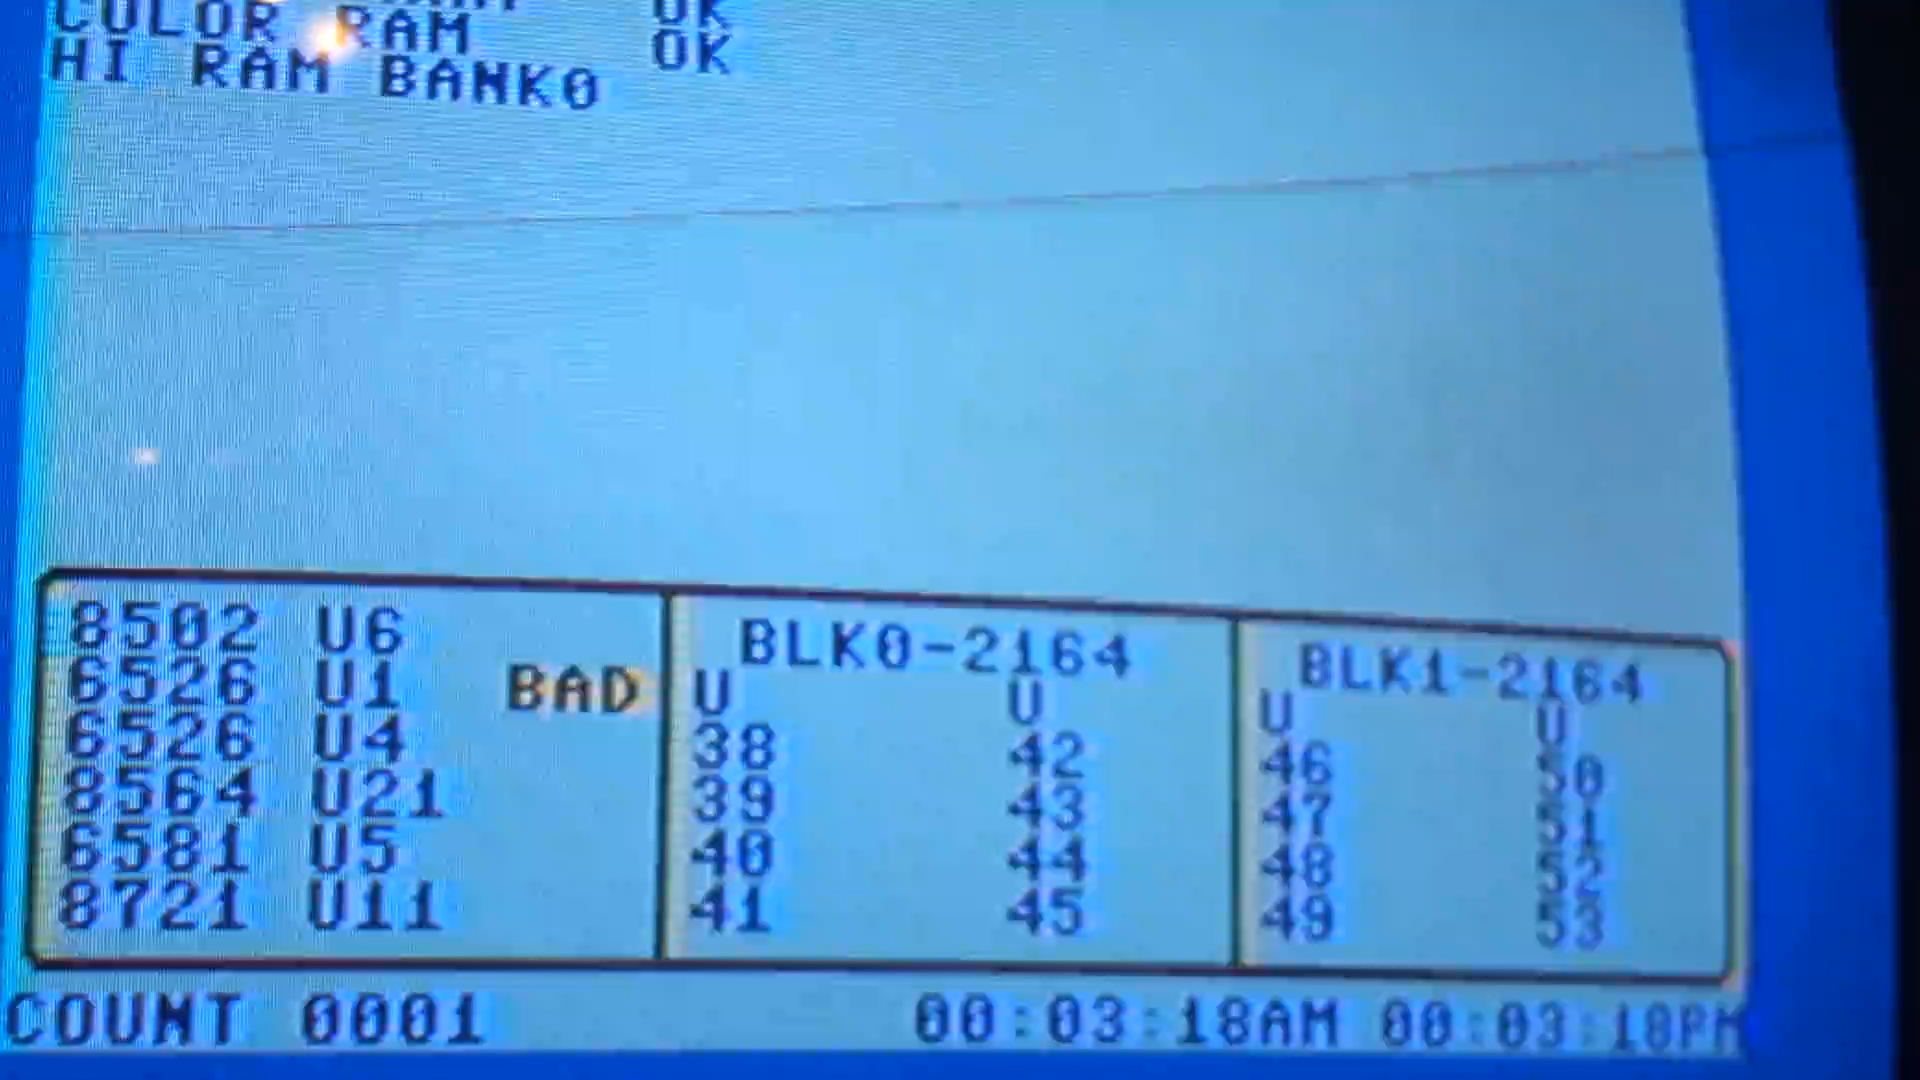 OK
COLOR RAM OK
HI RAM BANK0
8502 U6
6526 U1 BAD
6526 U4
8564 U21
6581 U5
8721 U11
BLK0-2164
U U
38 42
39 43
40 44
41 45
BLK1-2164
U U
46 50
47 51
48 52
49 53
COUNT 0001 00:03:18AM 00:03:18PM